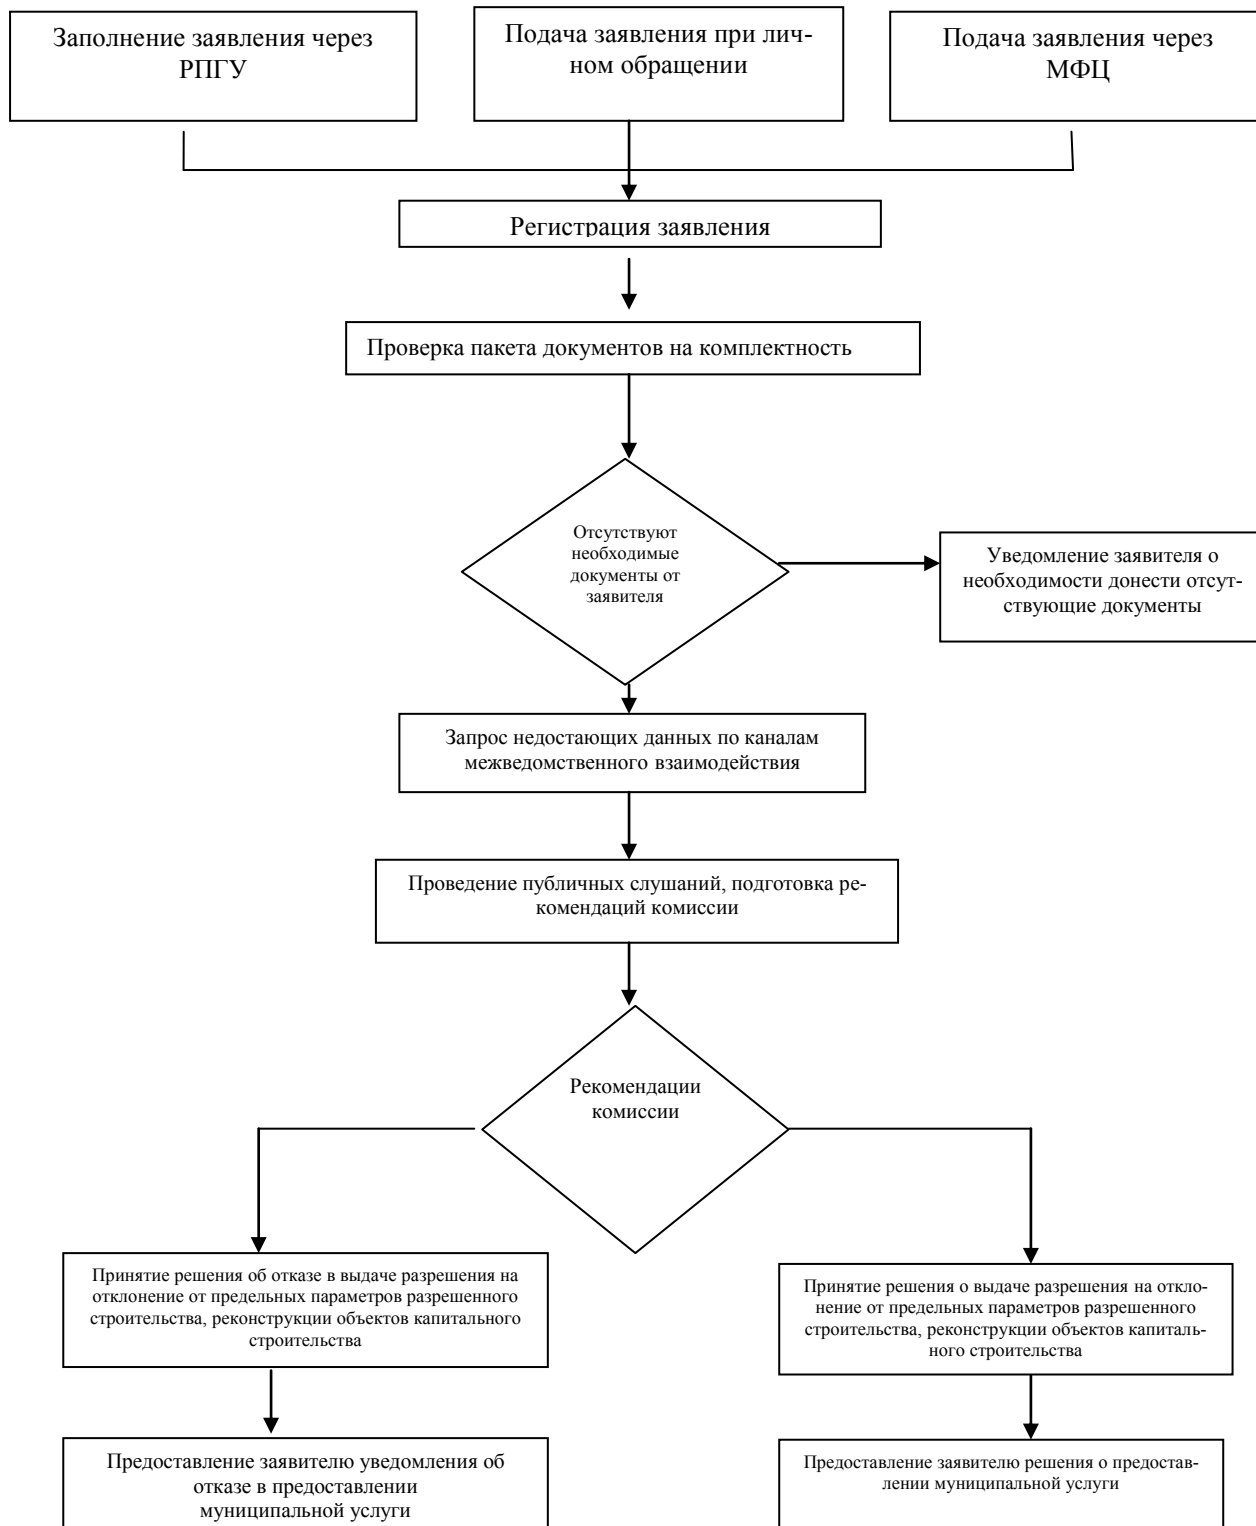 Заполнение заявления через
РПГУ
Подача заявления при лич-
ном обращении
Подача заявления через
МФЦ
Регистрация заявления
Проверка пакета документов на комплектность
Отсутствуют
необходимые
документы от
заявителя
Уведомление заявителя о
необходимости донести отсут-
ствующие документы
Запрос недостающих данных по каналам
межведомственного взаимодействия
Проведение публичных слушаний, подготовка ре-
комендаций комиссии
Рекомендации
комиссии
Принятие решения об отказе в выдаче разрешения на
отклонение от предельных параметров разрешенного
строительства, реконструкции объектов капитального
строительства
Принятие решения о выдаче разрешения на откло-
нение от предельных параметров разрешенного
строительства, реконструкции объектов капиталь-
ного строительства
Предоставление заявителю уведомления об
отказе в предоставлении
муниципальной услуги
Предоставление заявителю решения о предостав-
лении муниципальной услуги